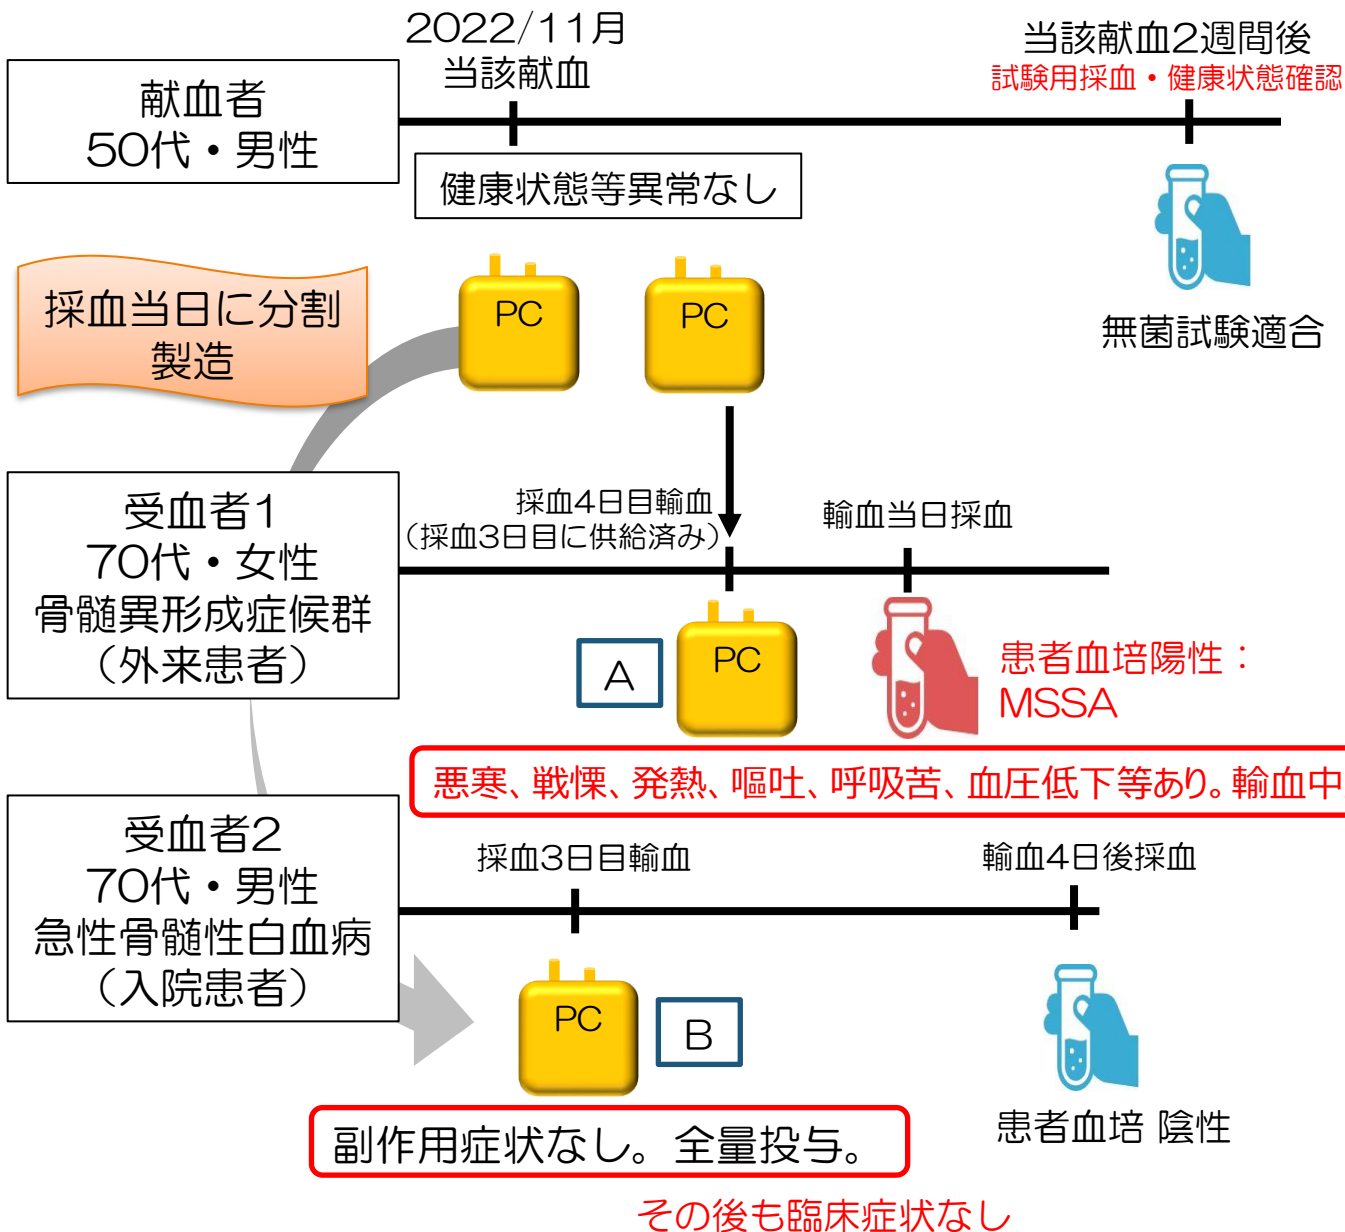 2022/11月
当該献血
当該献血2週間後
試験用採血・健康状態確認
献血者
50代・男性
健康状態等異常なし
採血当日に分割
製造
PC
PC
無菌試験適合
受血者1
70代・女性
骨髄異形成症候群
（外来患者）
採血4日目輸血
（採血3日目に供給済み）
輸血当日採血
A
PC
患者血培陽性：
MSSA
悪寒、戦慄、発熱、嘔吐、呼吸苦、血圧低下等あり。輸血中
受血者2
70代・男性
急性骨髄性白血病
（入院患者）
採血3日目輸血
輸血4日後採血
PC
B
副作用症状なし。全量投与。
患者血培 陰性
その後も臨床症状なし